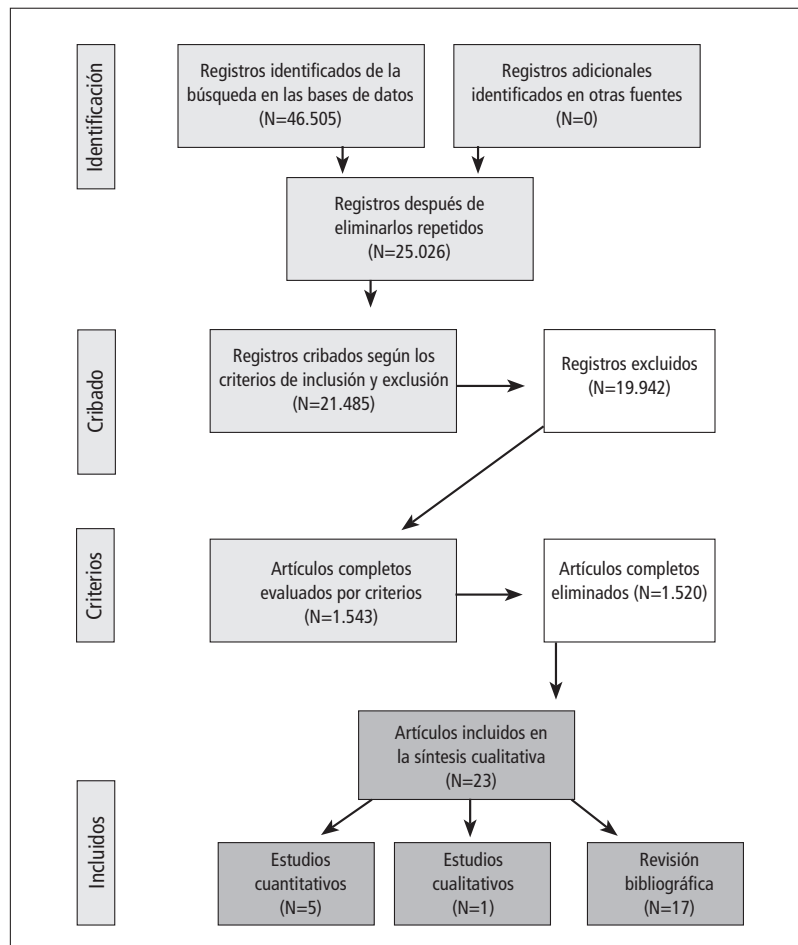 Identificación
Registros identificados de la
búsqueda en las bases de datos
(N=46.505)
Registros adicionales
identificados en otras fuentes
(N=0)
Registros después de
eliminarlos repetidos
(N=25.026)
Cribado
Registros cribados según los
criterios de inclusión y exclusión
(N=21.485)
Registros excluidos
(N=19.942)
Criterios
Artículos completos
evaluados por criterios
(N=1.543)
Artículos completos
eliminados (N=1.520)
Incluidos
Artículos incluidos en
la síntesis cualitativa
(N=23)
Estudios
cuantitativos
(N=5)
Estudios
cualitativos
(N=1)
Revisión
bibliográfica
(N=17)